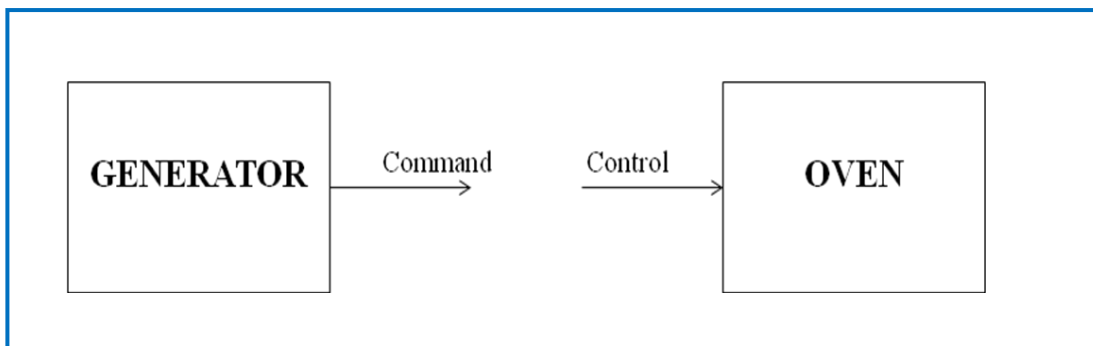 GENERATOR
Command
Control
OVEN